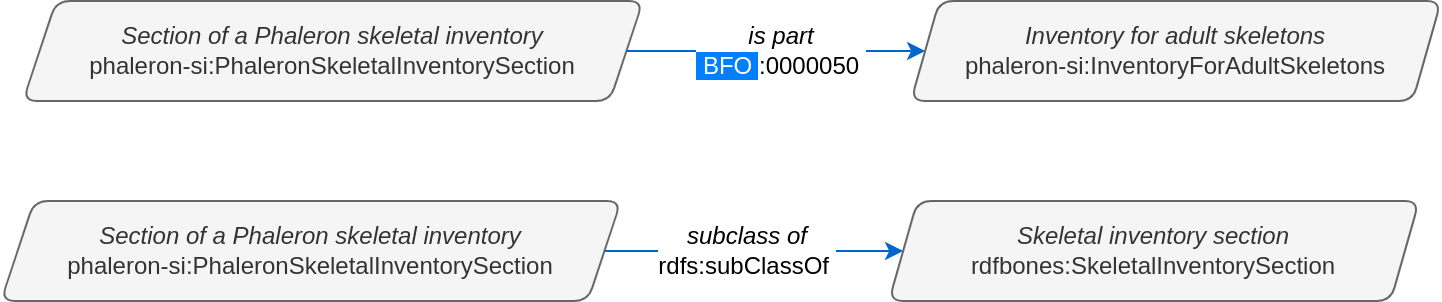 Section of a Phaleron skeletal inventory
phaleron-si:PhaleronSkeletalInventorySection
is part
BFO:0000050
Inventory for adult skeletons
phaleron-si:InventoryForAdultSkeletons
Section of a Phaleron skeletal inventory
phaleron-si:PhaleronSkeletalInventorySection
subclass of
rdfs:subClassOf
Skeletal inventory section
rdfbones:SkeletalInventorySection